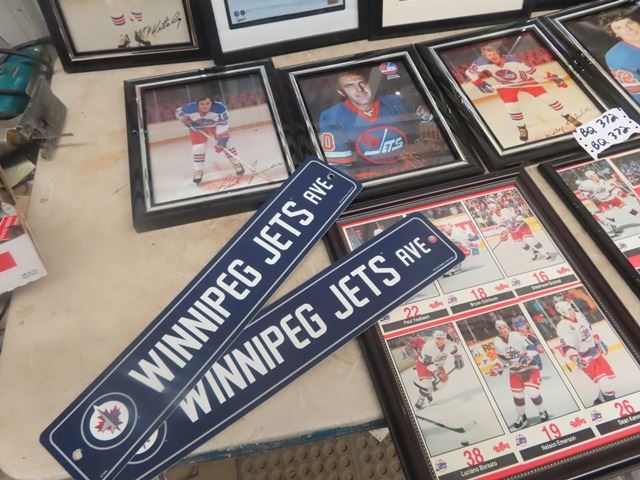 BQ 372
BQ 372
JETS
WINNIPEG JETS AVE
WINNIPEG JETS AVE
22
18
16
Bryan Erickson
38
19
26
Luciano Borsato
Nelson Emerson